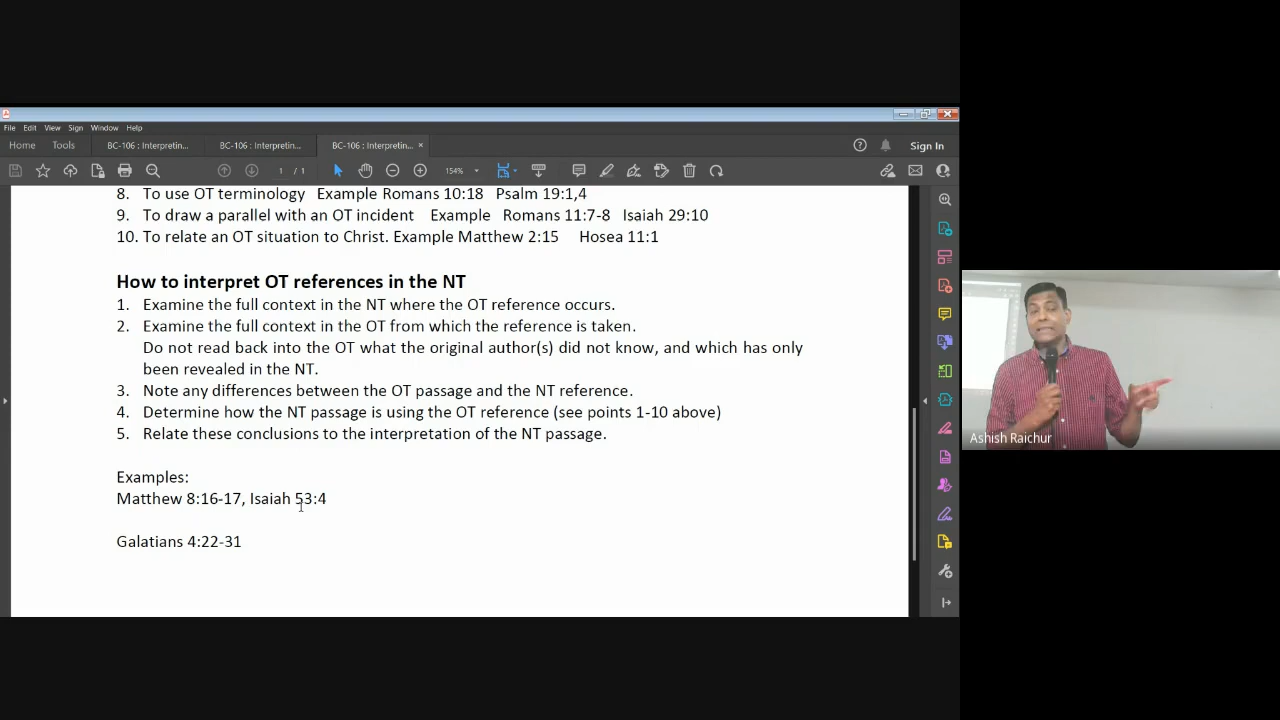 File Edit View Sign Window Help
Home Tools BC-106 : Interpretin... BC-106 : Interpretin... BC-106 : Interpretin... × Sign In
1 / 1 154%
8. To use OT terminology Example Romans 10:18 Psalm 19:1,4
9. To draw a parallel with an OT incident Example Romans 11:7-8 Isaiah 29:10
10. To relate an OT situation to Christ. Example Matthew 2:15 Hosea 11:1
How to interpret OT references in the NT
1. Examine the full context in the NT where the OT reference occurs.
2. Examine the full context in the OT from which the reference is taken.
Do not read back into the OT what the original author(s) did not know, and which has only
been revealed in the NT.
3. Note any differences between the OT passage and the NT reference.
4. Determine how the NT passage is using the OT reference (see points 1-10 above)
5. Relate these conclusions to the interpretation of the NT passage.
Examples:
Matthew 8:16-17, Isaiah 53:4
Galatians 4:22-31
Ashish Raichur